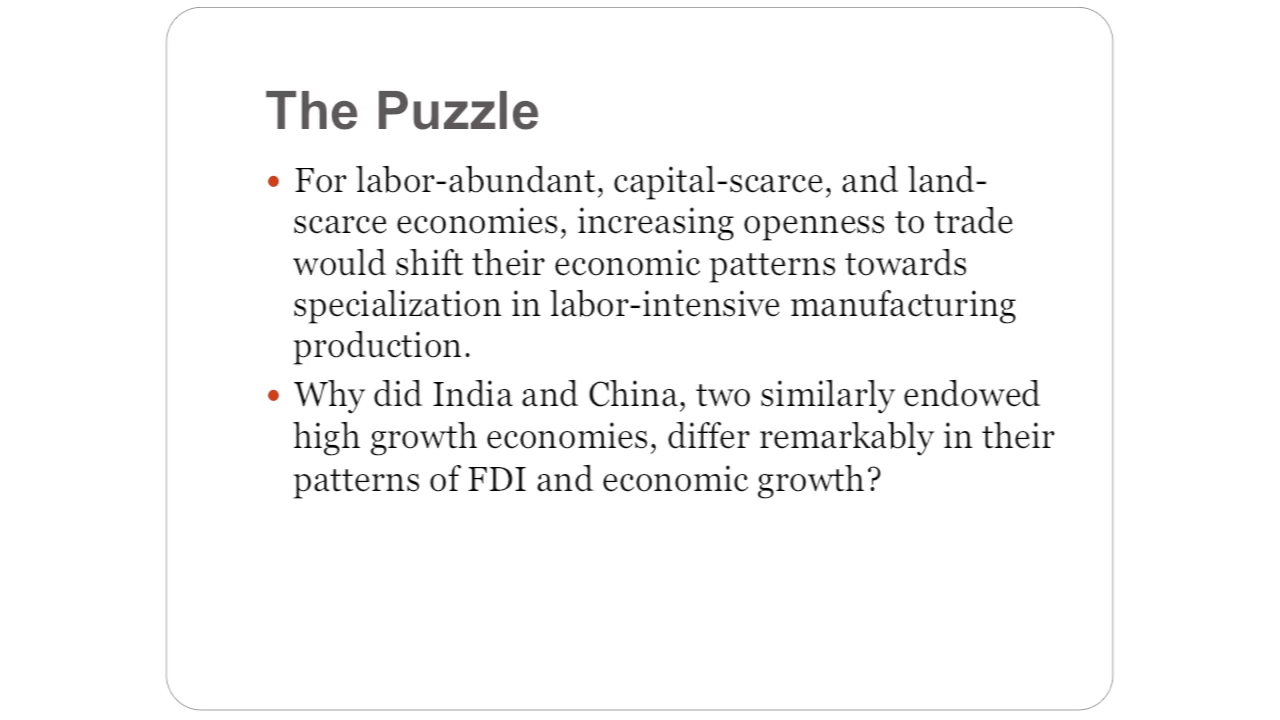 The Puzzle
• For labor-abundant, capital-scarce, and land-
scarce economies, increasing openness to trade
would shift their economic patterns towards
specialization in labor-intensive manufacturing
production.
• Why did India and China, two similarly endowed
high growth economies, differ remarkably in their
patterns of FDI and economic growth?